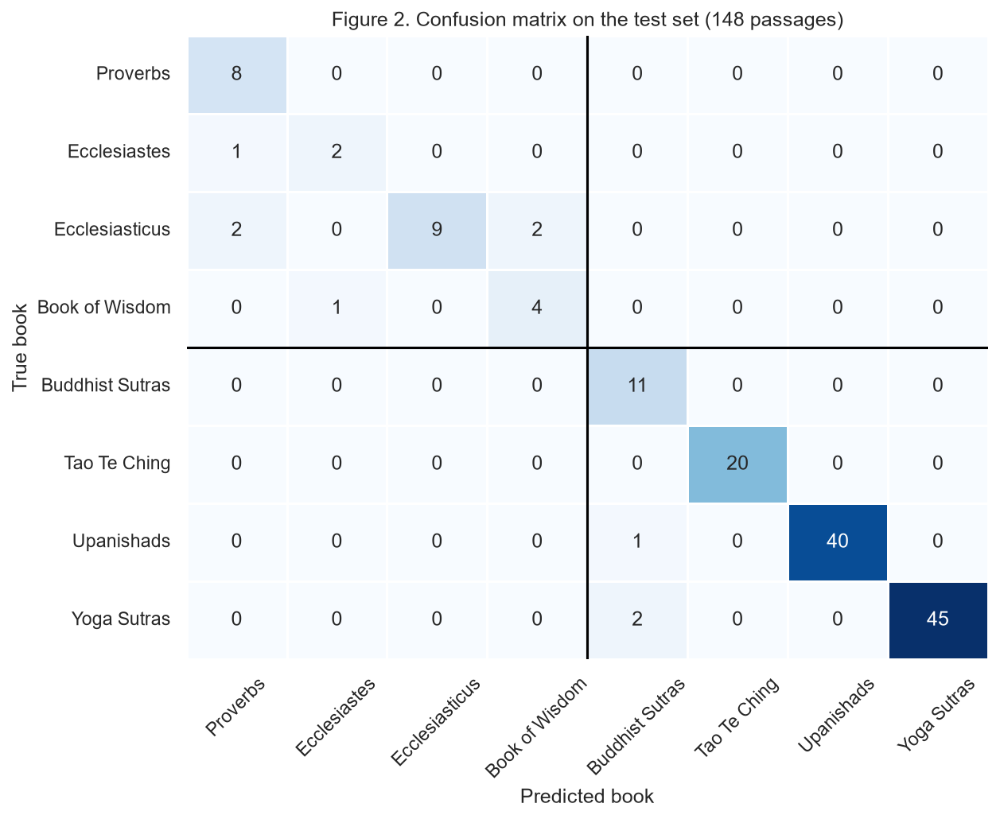 Figure 2. Confusion matrix on the test set (148 passages)
Proverbs 8 0 0 0 0 0 0 0
Ecclesiastes 1 2 0 0 0 0 0 0
Ecclesiasticus 2 0 9 2 0 0 0 0
Book of Wisdom 0 1 0 4 0 0 0 0
Buddhist Sutras 0 0 0 0 11 0 0 0
Tao Te Ching 0 0 0 0 0 20 0 0
Upanishads 0 0 0 0 1 0 40 0
Yoga Sutras 0 0 0 0 2 0 0 45
True book
Proverbs
Ecclesiastes
Ecclesiasticus
Book of Wisdom
Buddhist Sutras
Tao Te Ching
Upanishads
Yoga Sutras
Predicted book